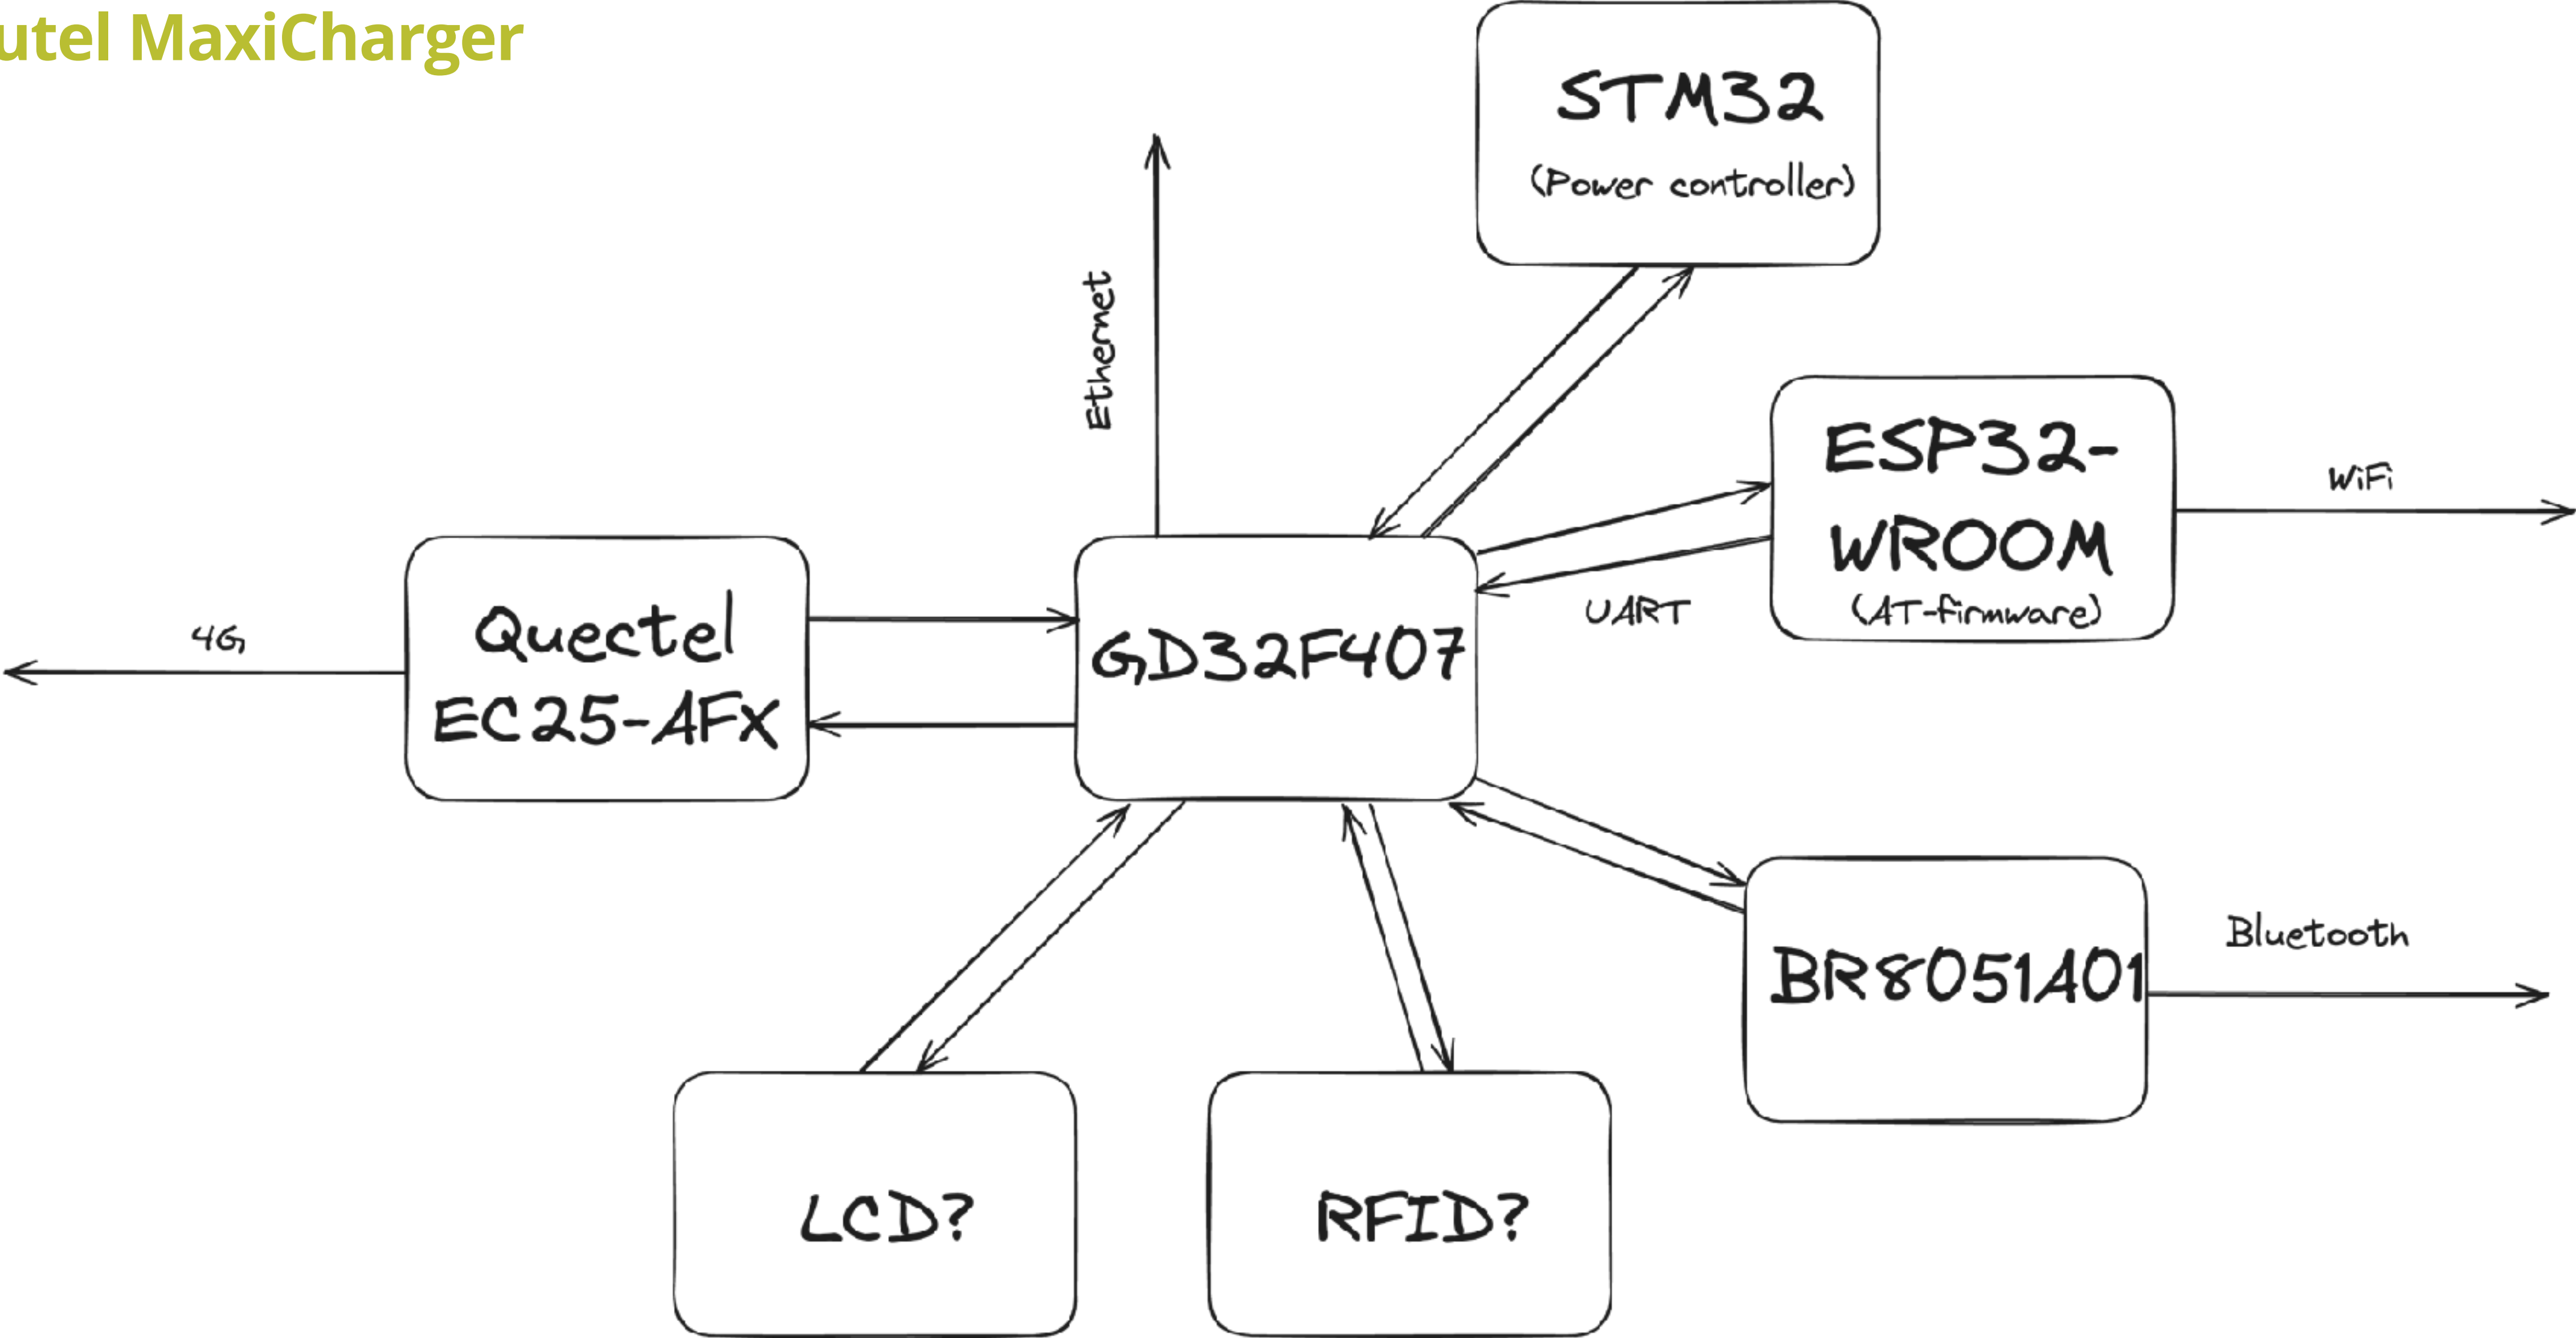 utel MaxiCharger
STM32
(Power controller)
Ethernet
ESP32-
WROOM
(AT-firmware)
WiFi
UART
4G
Quectel
EC25-AFX
GD32F407
BR8051A01
Bluetooth
LCD?
RFID?